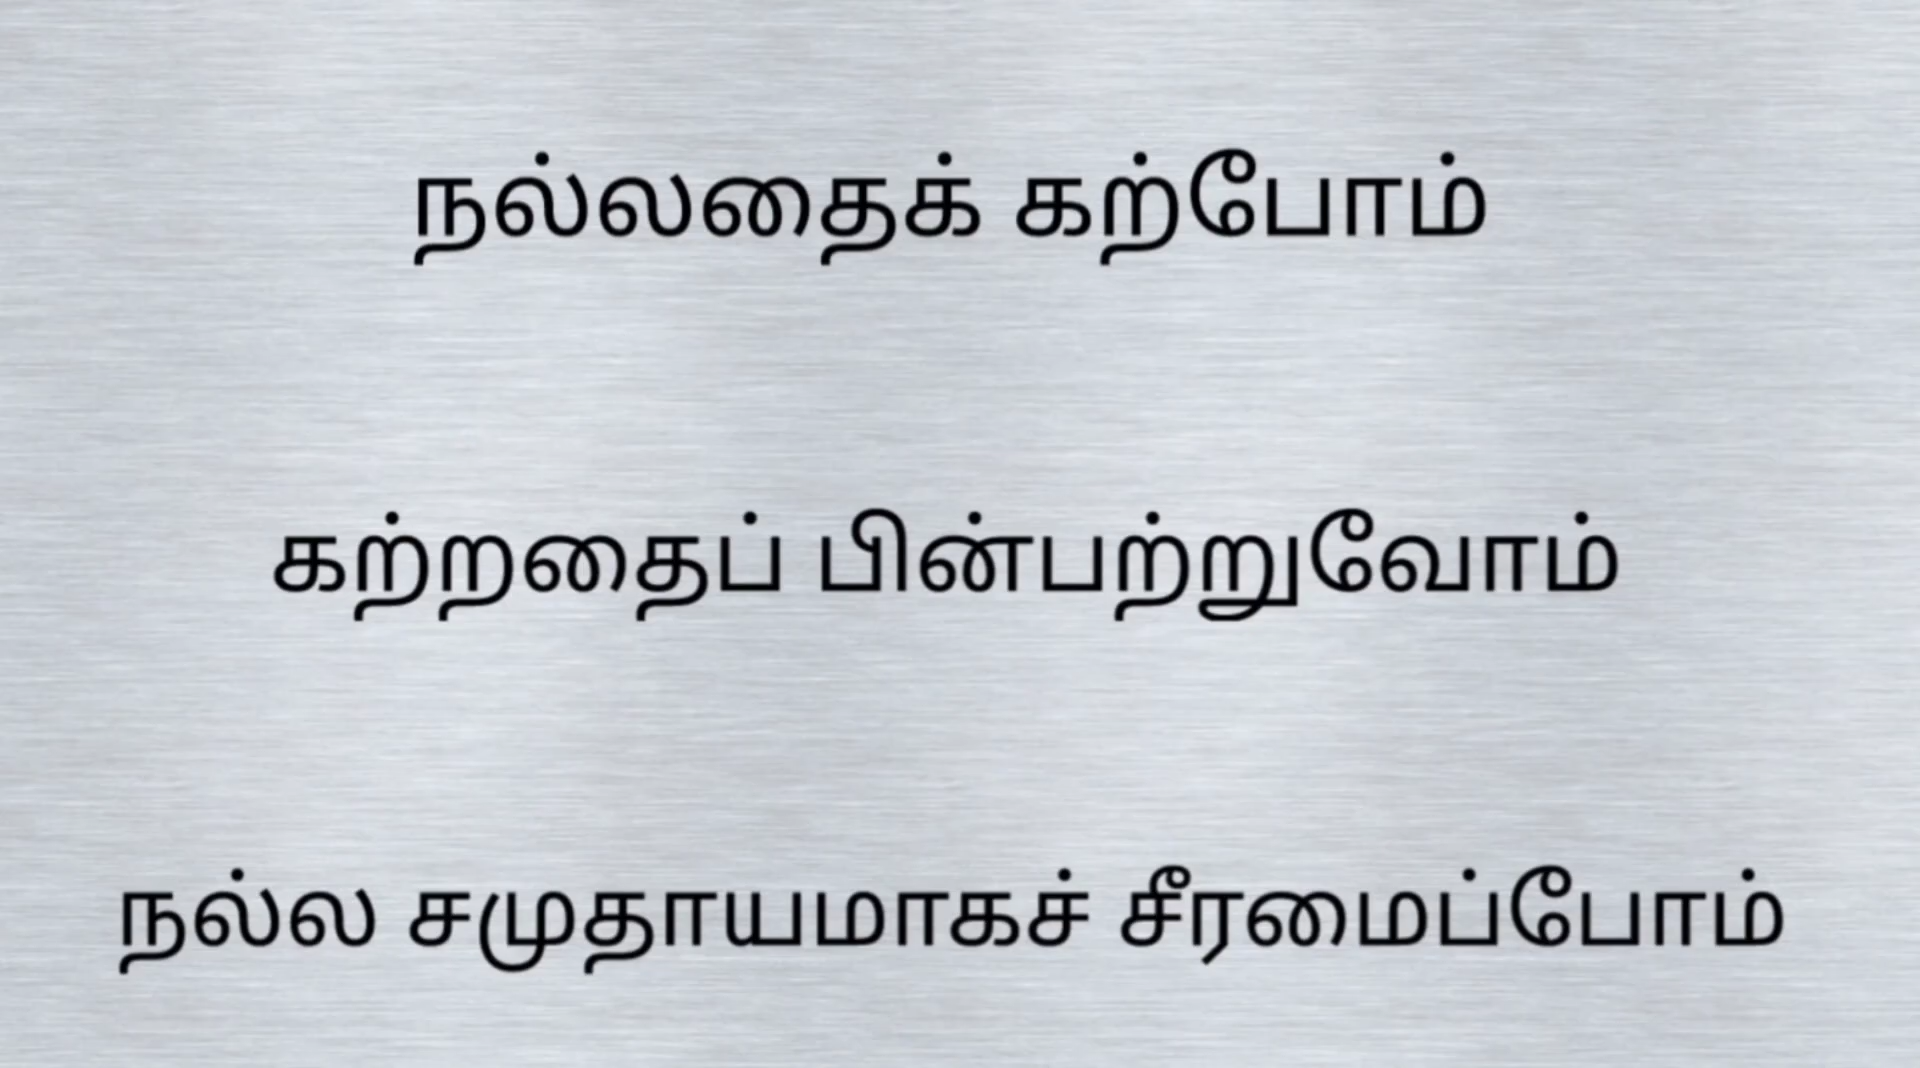 நல்லதைக் கற்போம்
கற்றதைப் பின்பற்றுவோம்
நல்ல சமுதாயமாகச் சீரமைப்போம்